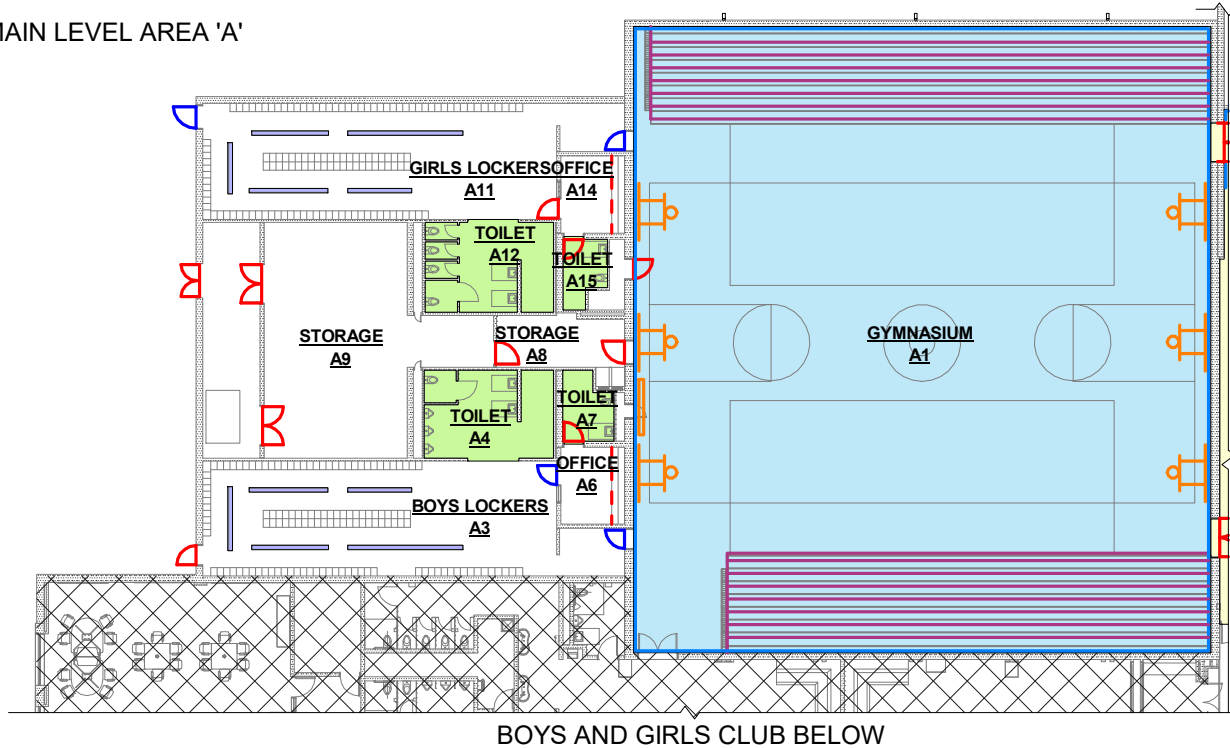 MAIN LEVEL AREA 'A'
GIRLS LOCKERS
A11
OFFICE
A14
TOILET
A12
TOILET
A15
STORAGE
A9
STORAGE
A8
GYMNASIUM
A1
TOILET
A4
TOILET
A7
OFFICE
A6
BOYS LOCKERS
A3
BOYS AND GIRLS CLUB BELOW